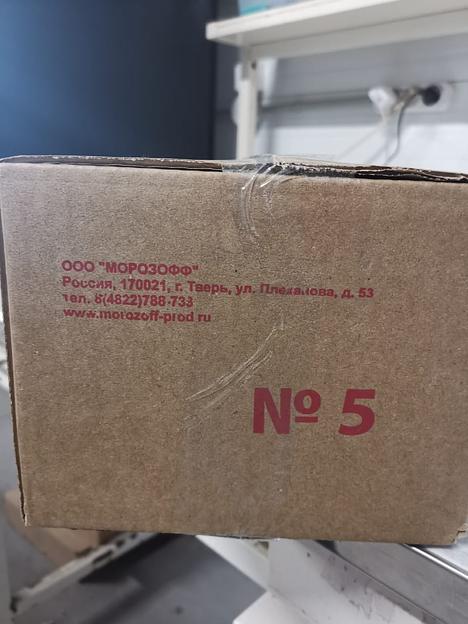 ООО "МОРОЗОФФ"
Россия, 170021, г. Тверь, ул. Плеханова, д. 53
тел. 8(4822)788-733
www.morozoff-prod.ru
№ 5